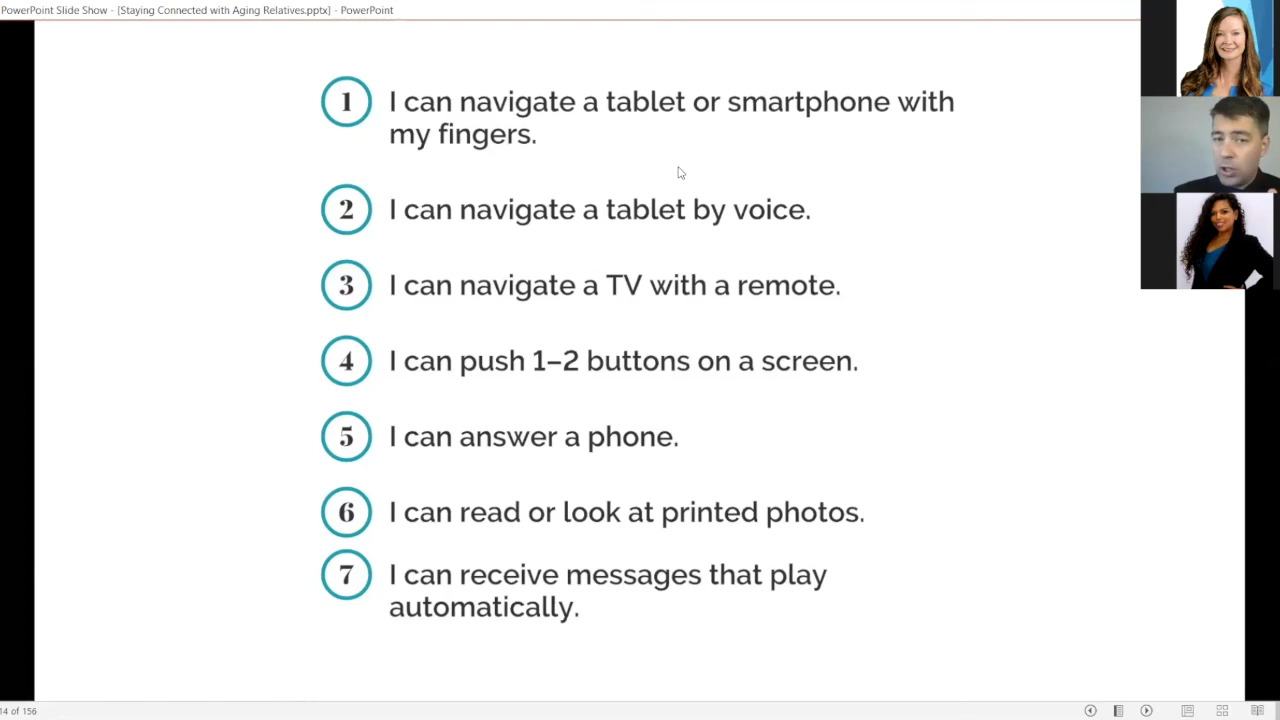 PowerPoint Slide Show - [Staying Connected with Aging Relatives.pptx] - PowerPoint
1 I can navigate a tablet or smartphone with
my fingers.
2 I can navigate a tablet by voice.
3 I can navigate a TV with a remote.
4 I can push 1–2 buttons on a screen.
5 I can answer a phone.
6 I can read or look at printed photos.
7 I can receive messages that play
automatically.
14 of 156